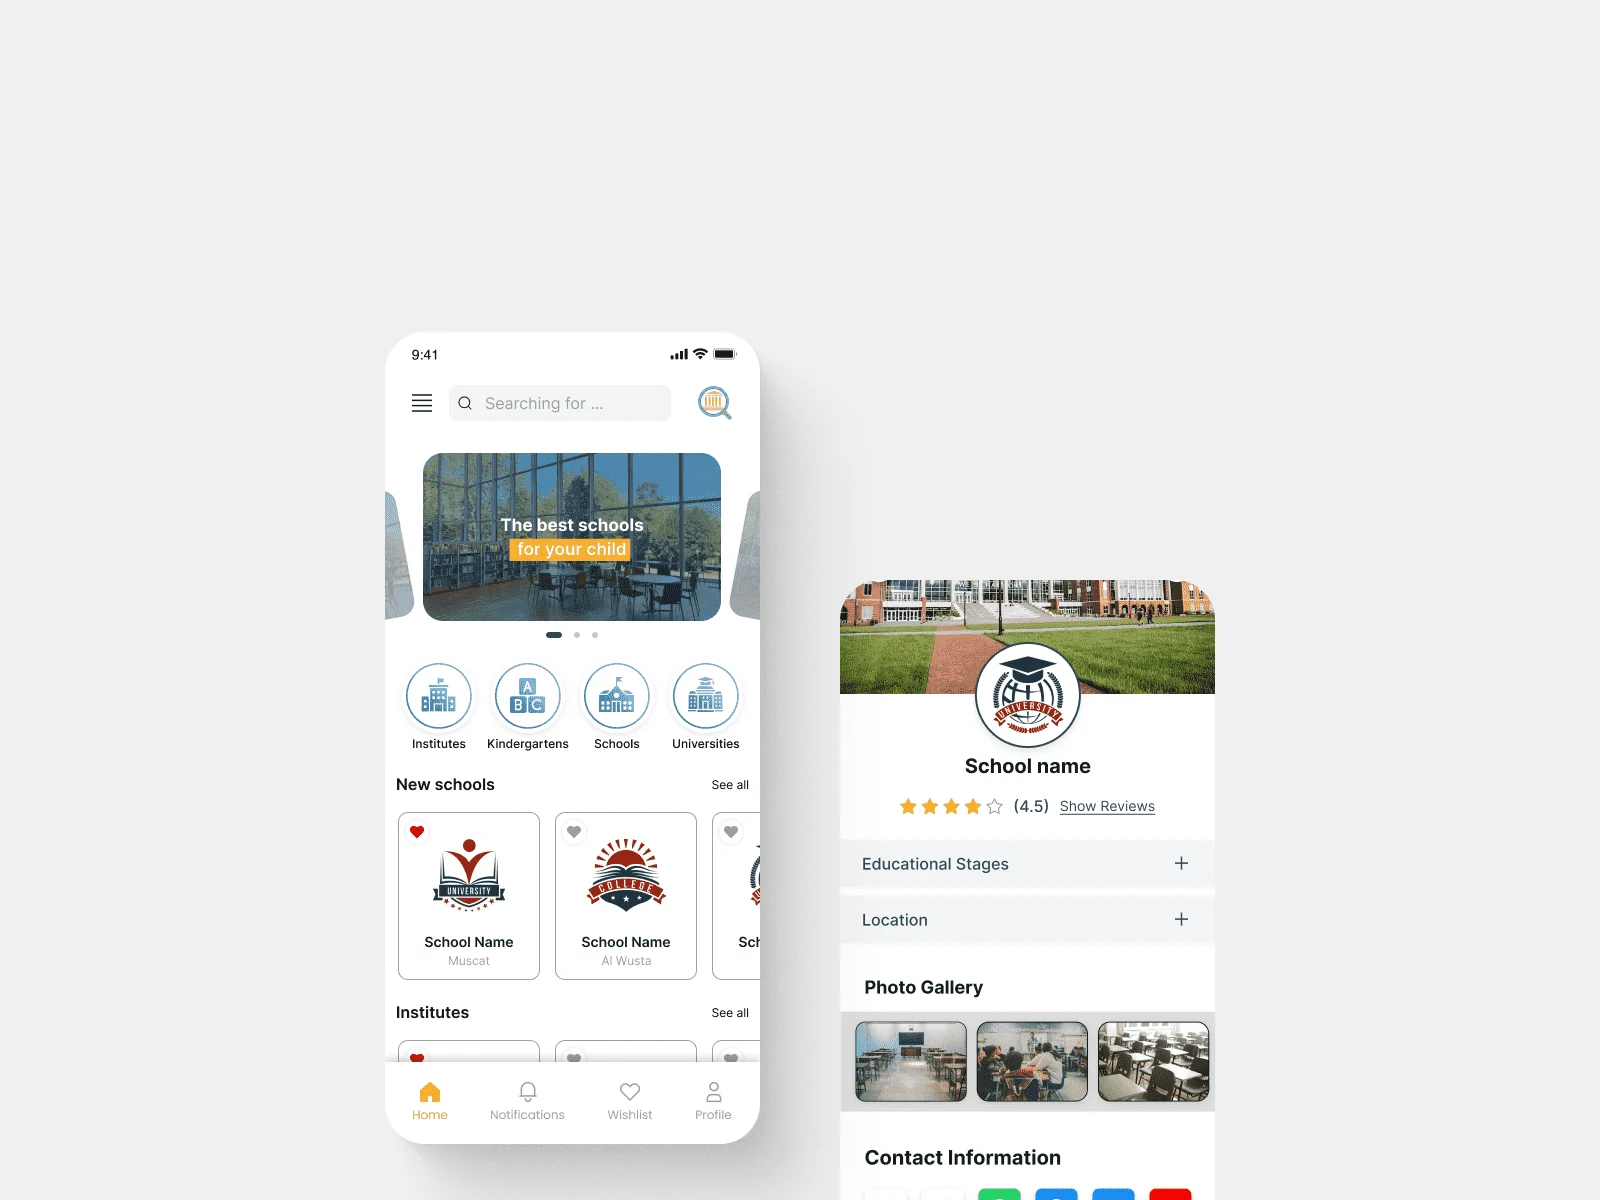 9:41
Searching for ...
The best schools
for your child
A
B C
Institutes
Kindergartens
Schools
Universities
New schools
See all
UNIVERSITY
School Name
Muscat
COLLEGE
School Name
Al Wusta
Sch
Institutes
See all
Home
Notifications
Wishlist
Profile
UNIVERSITY
School name
(4.5)
Show Reviews
Educational Stages
Location
Photo Gallery
Contact Information